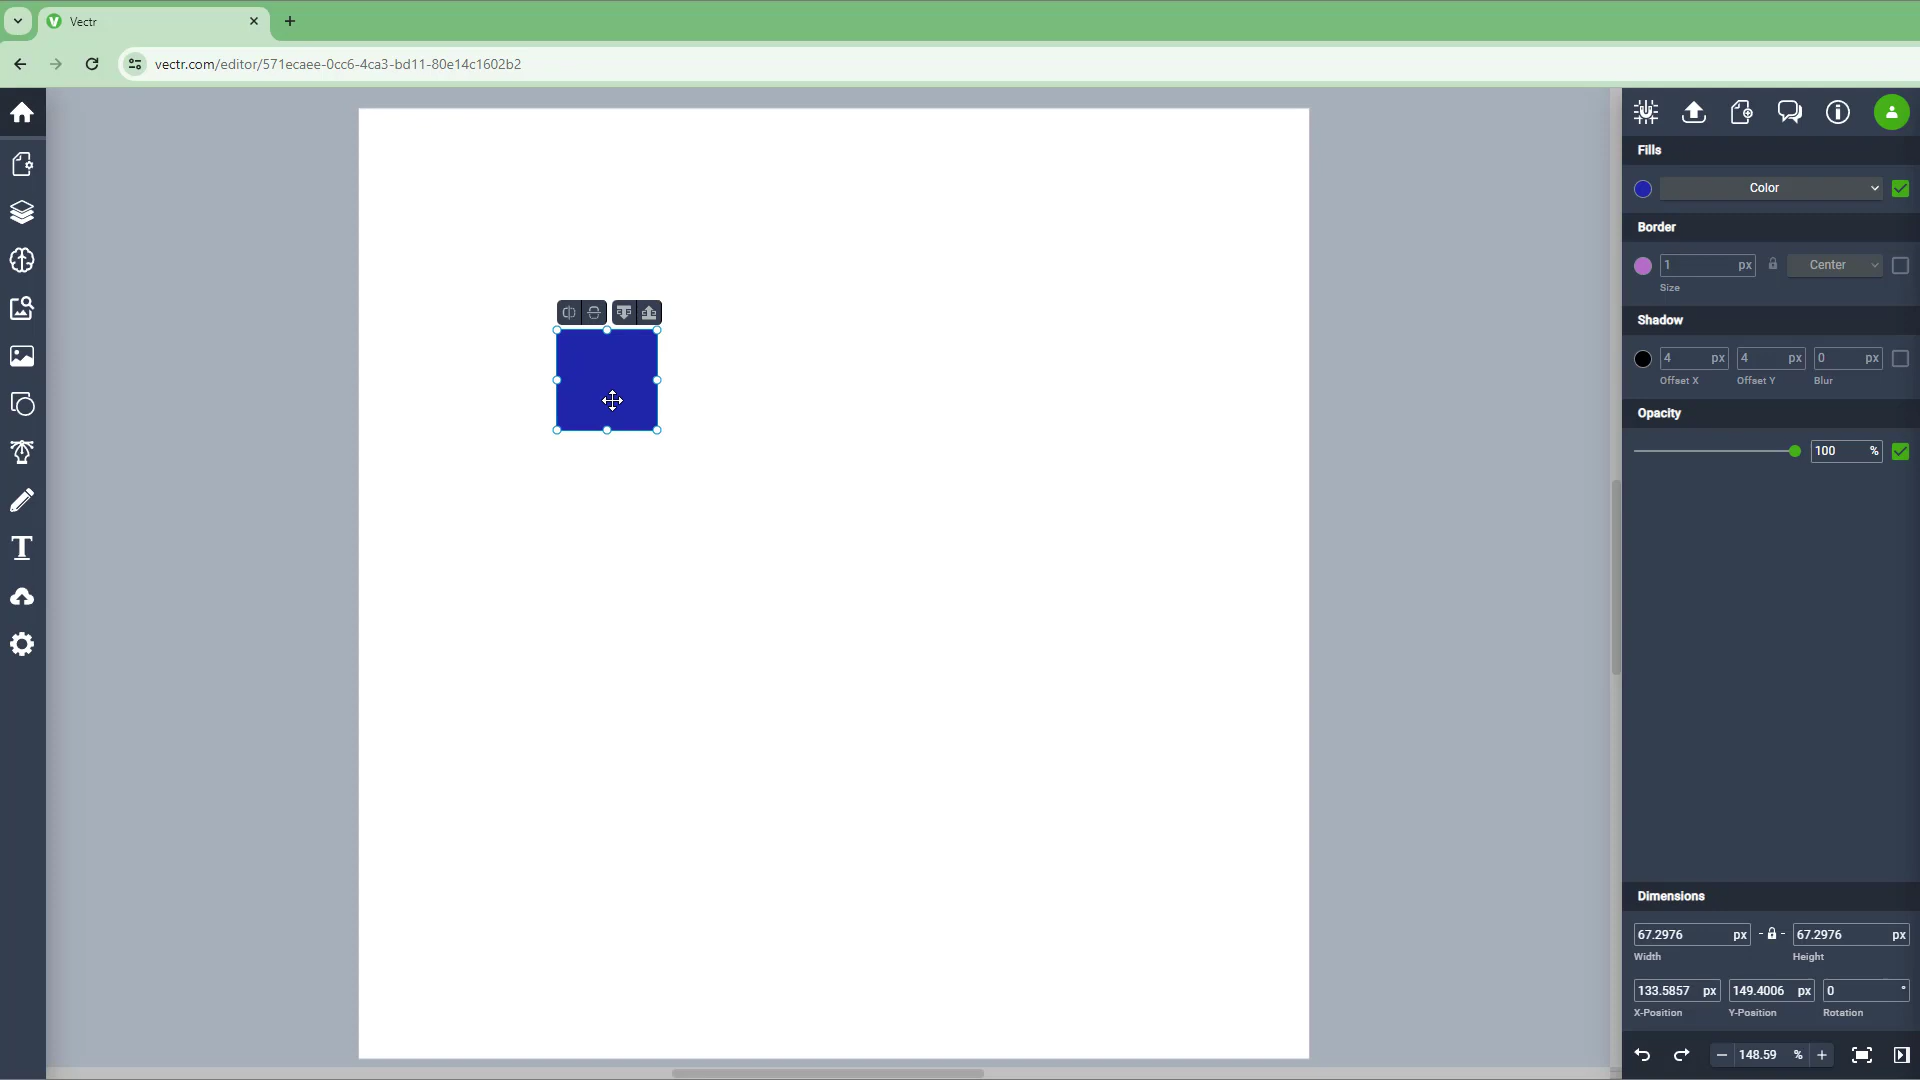 Vectr
vectr.com/editor/571ecaee-0cc6-4ca3-bd11-80e14c1602b2
Fills
Color
Border
1 px Center
Size
Shadow
4 px 4 px 0 px
Offset X Offset Y Blur
Opacity
100 %
Dimensions
67.2976 px 67.2976 px
Width Height
133.5857 px 149.4006 px 0 °
X-Position Y-Position Rotation
148.59 %